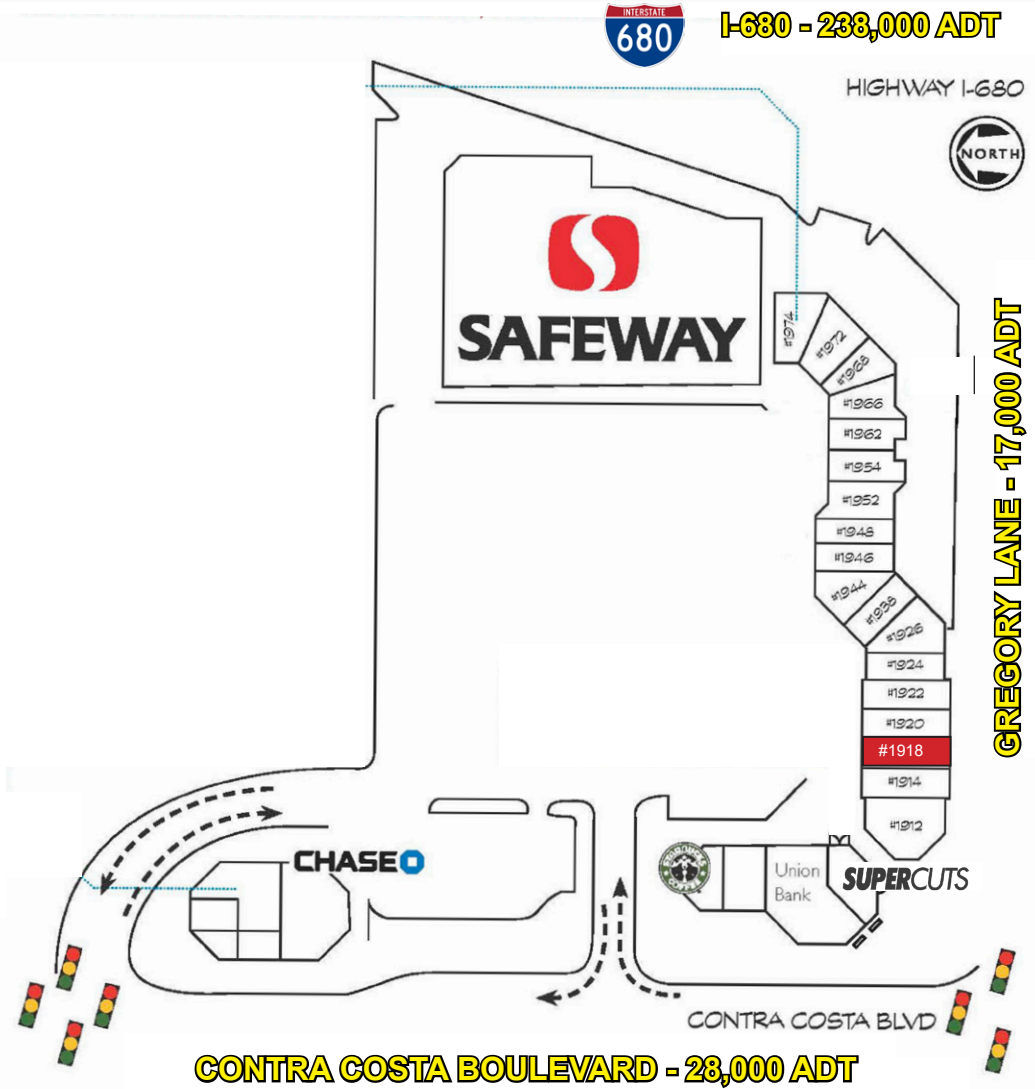 INTERSTATE
680
I-680 - 238,000 ADT
HIGHWAY I-680
NORTH
SAFEWAY
#1974
#1972
#1968
#1966
#1962
#1954
#1952
#1948
#1946
#1944
#1938
#1926
#1924
#1922
#1920
#1918
#1914
#1912
GREGORY LANE - 17,000 ADT
CHASE
STARBUCKS
Union
Bank
SUPERCUTS
CONTRA COSTA BLVD
CONTRA COSTA BOULEVARD - 28,000 ADT